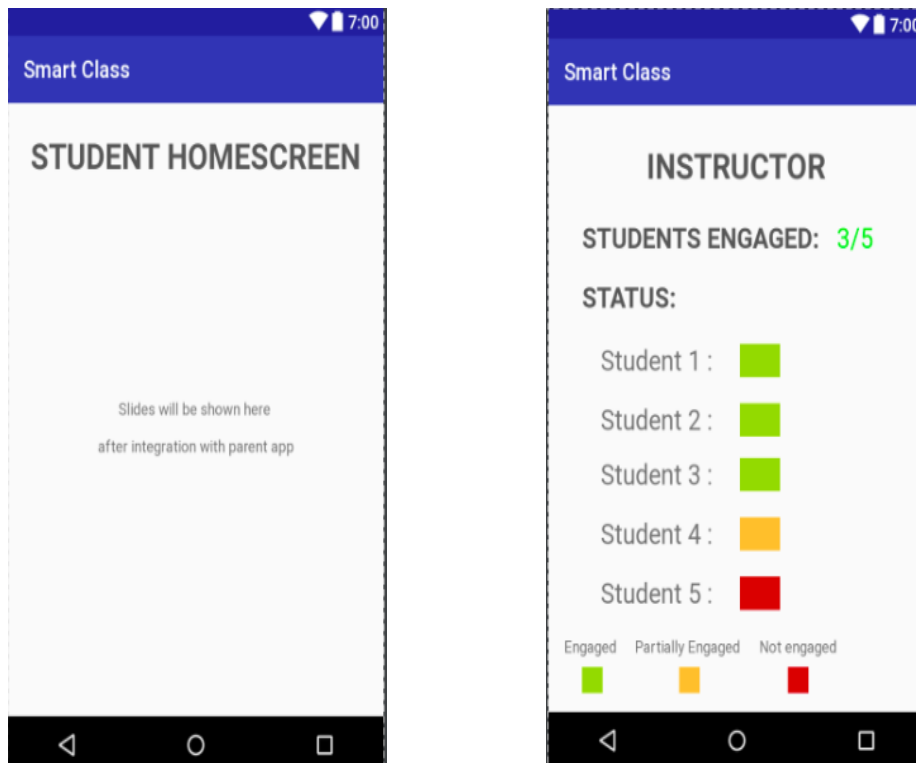 7:00
Smart Class
STUDENT HOMESCREEN
Slides will be shown here
after integration with parent app
7:00
Smart Class
INSTRUCTOR
STUDENTS ENGAGED: 3/5
STATUS:
Student 1 :
Student 2 :
Student 3 :
Student 4 :
Student 5 :
Engaged Partially Engaged Not engaged